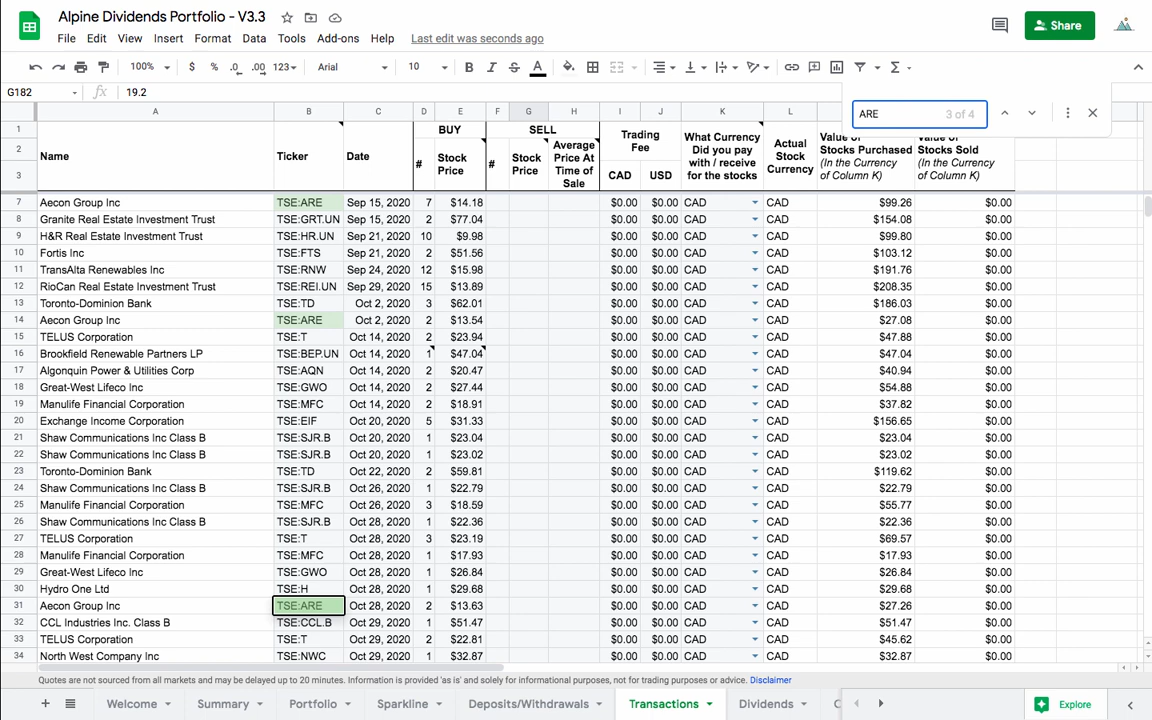 Alpine Dividends Portfolio - V3.3
File Edit View Insert Format Data Tools Add-ons Help Last edit was seconds ago
Share
100% $ % .0 .00 123 Arial 10 B I S A
G182 fx 19.2
ARE 3 of 4
A B C D E F G H I J K L
1 BUY SELL Trading Fee What Currency Did you pay with / receive for the stocks Actual Stock Currency Value of Stocks Purchased (In the Currency of Column K) Value of Stocks Sold (In the Currency of Column K)
2 Name Ticker Date # Stock Price # Stock Price Average Price At Time of Sale
3 CAD USD
7 Aecon Group Inc TSE:ARE Sep 15, 2020 7 $14.18 $0.00 $0.00 CAD CAD $99.26 $0.00
8 Granite Real Estate Investment Trust TSE:GRT.UN Sep 15, 2020 2 $77.04 $0.00 $0.00 CAD CAD $154.08 $0.00
9 H&R Real Estate Investment Trust TSE:HR.UN Sep 21, 2020 10 $9.98 $0.00 $0.00 CAD CAD $99.80 $0.00
10 Fortis Inc TSE:FTS Sep 21, 2020 2 $51.56 $0.00 $0.00 CAD CAD $103.12 $0.00
11 TransAlta Renewables Inc TSE:RNW Sep 24, 2020 12 $15.98 $0.00 $0.00 CAD CAD $191.76 $0.00
12 RioCan Real Estate Investment Trust TSE:REI.UN Sep 29, 2020 15 $13.89 $0.00 $0.00 CAD CAD $208.35 $0.00
13 Toronto-Dominion Bank TSE:TD Oct 2, 2020 3 $62.01 $0.00 $0.00 CAD CAD $186.03 $0.00
14 Aecon Group Inc TSE:ARE Oct 2, 2020 2 $13.54 $0.00 $0.00 CAD CAD $27.08 $0.00
15 TELUS Corporation TSE:T Oct 14, 2020 2 $23.94 $0.00 $0.00 CAD CAD $47.88 $0.00
16 Brookfield Renewable Partners LP TSE:BEP.UN Oct 14, 2020 1 $47.04 $0.00 $0.00 CAD CAD $47.04 $0.00
17 Algonquin Power & Utilities Corp TSE:AQN Oct 14, 2020 2 $20.47 $0.00 $0.00 CAD CAD $40.94 $0.00
18 Great-West Lifeco Inc TSE:GWO Oct 14, 2020 2 $27.44 $0.00 $0.00 CAD CAD $54.88 $0.00
19 Manulife Financial Corporation TSE:MFC Oct 14, 2020 2 $18.91 $0.00 $0.00 CAD CAD $37.82 $0.00
20 Exchange Income Corporation TSE:EIF Oct 20, 2020 5 $31.33 $0.00 $0.00 CAD CAD $156.65 $0.00
21 Shaw Communications Inc Class B TSE:SJR.B Oct 20, 2020 1 $23.04 $0.00 $0.00 CAD CAD $23.04 $0.00
22 Shaw Communications Inc Class B TSE:SJR.B Oct 20, 2020 1 $23.02 $0.00 $0.00 CAD CAD $23.02 $0.00
23 Toronto-Dominion Bank TSE:TD Oct 22, 2020 2 $59.81 $0.00 $0.00 CAD CAD $119.62 $0.00
24 Shaw Communications Inc Class B TSE:SJR.B Oct 26, 2020 1 $22.79 $0.00 $0.00 CAD CAD $22.79 $0.00
25 Manulife Financial Corporation TSE:MFC Oct 26, 2020 3 $18.59 $0.00 $0.00 CAD CAD $55.77 $0.00
26 Shaw Communications Inc Class B TSE:SJR.B Oct 28, 2020 1 $22.36 $0.00 $0.00 CAD CAD $22.36 $0.00
27 TELUS Corporation TSE:T Oct 28, 2020 3 $23.19 $0.00 $0.00 CAD CAD $69.57 $0.00
28 Manulife Financial Corporation TSE:MFC Oct 28, 2020 1 $17.93 $0.00 $0.00 CAD CAD $17.93 $0.00
29 Great-West Lifeco Inc TSE:GWO Oct 28, 2020 1 $26.84 $0.00 $0.00 CAD CAD $26.84 $0.00
30 Hydro One Ltd TSE:H Oct 28, 2020 1 $29.68 $0.00 $0.00 CAD CAD $29.68 $0.00
31 Aecon Group Inc TSE:ARE Oct 28, 2020 2 $13.63 $0.00 $0.00 CAD CAD $27.26 $0.00
32 CCL Industries Inc. Class B TSE:CCL.B Oct 29, 2020 1 $51.47 $0.00 $0.00 CAD CAD $51.47 $0.00
33 TELUS Corporation TSE:T Oct 29, 2020 2 $22.81 $0.00 $0.00 CAD CAD $45.62 $0.00
34 North West Company Inc TSE:NWC Oct 29, 2020 1 $32.87 $0.00 $0.00 CAD CAD $32.87 $0.00
Quotes are not sourced from all markets and may be delayed up to 20 minutes. Information is provided 'as is' and solely for informational purposes, not for trading purposes or advice. Disclaimer
Welcome Summary Portfolio Sparkline Deposits/Withdrawals Transactions Dividends Explore